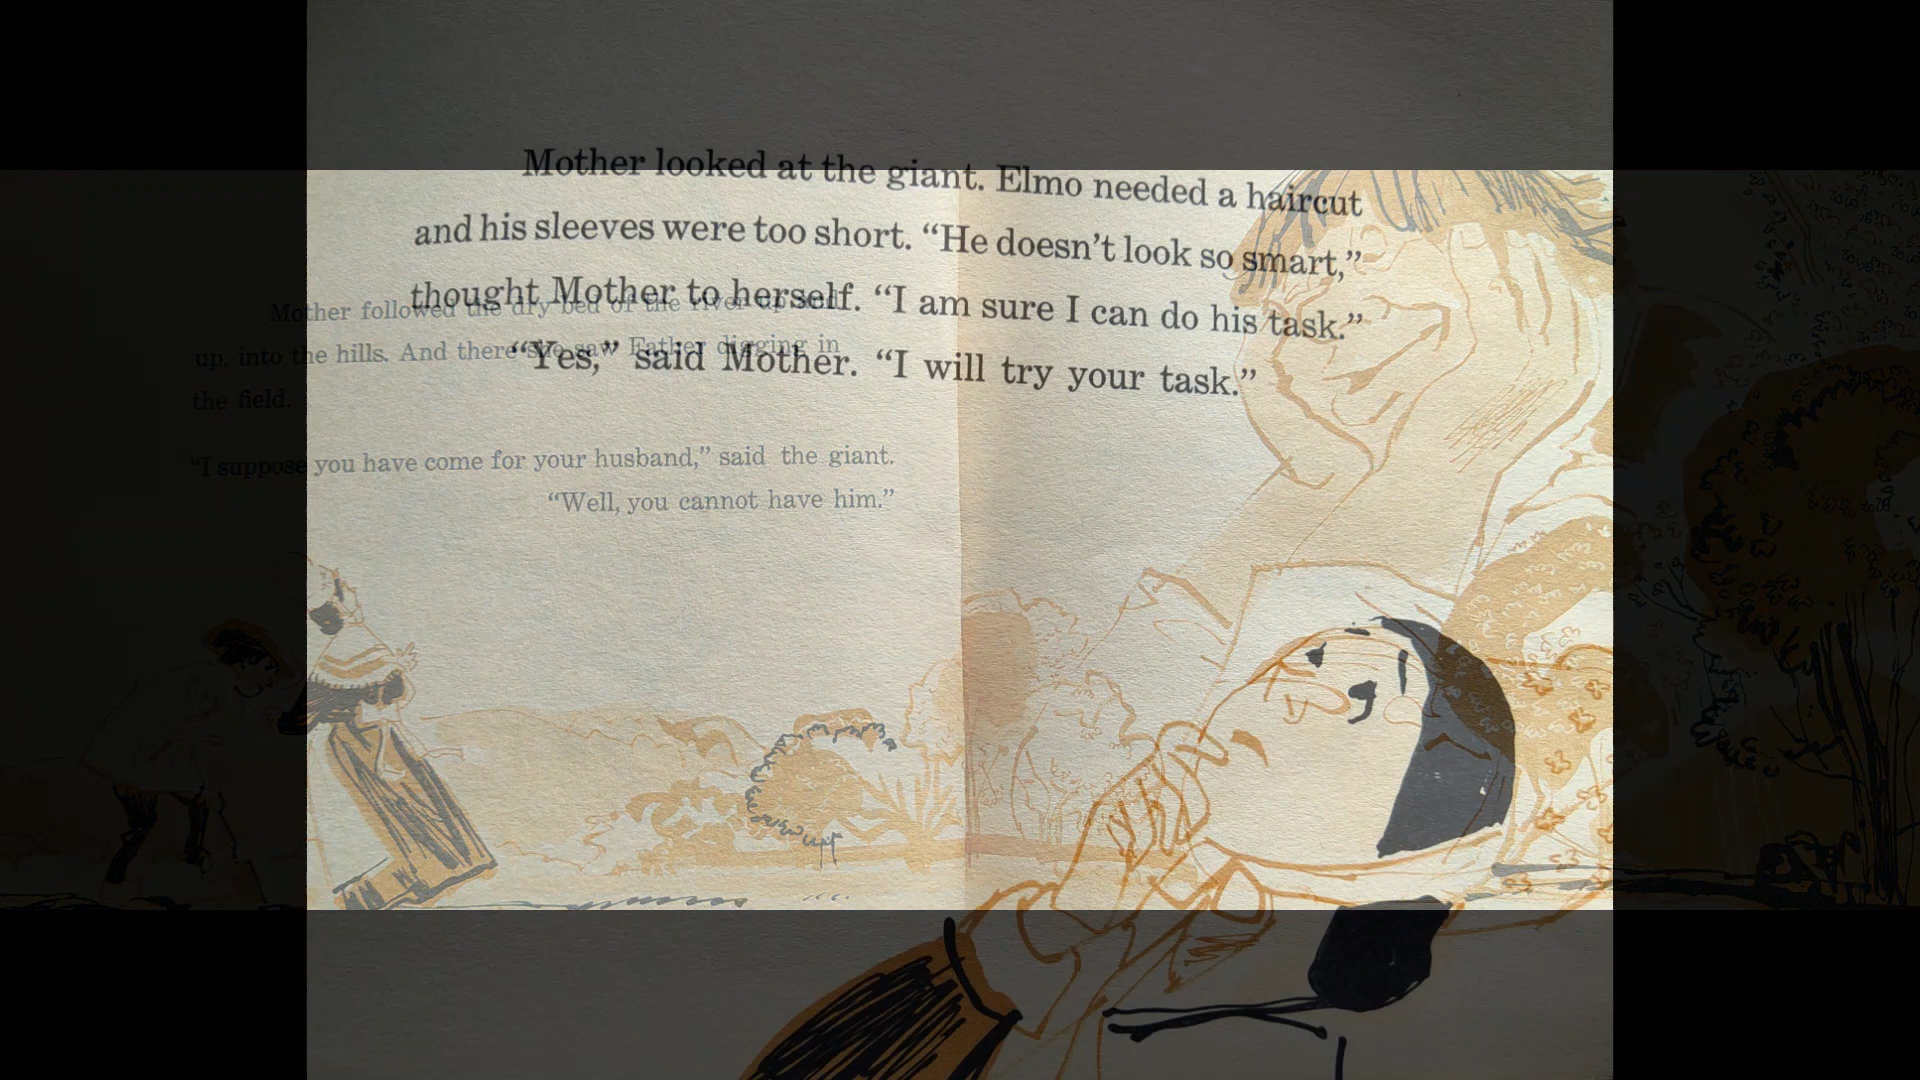 Mother looked at the giant. Elmo needed a haircut
and his sleeves were too short. “He doesn’t look so smart,”
thought Mother to herself. “I am sure I can do his task.”
“Yes,” said Mother. “I will try your task.”
Mother followed the dry bed of the river up and
up, into the hills. And there she saw Father digging in
the field.
“I suppose you have come for your husband,” said the giant.
“Well, you cannot have him.”